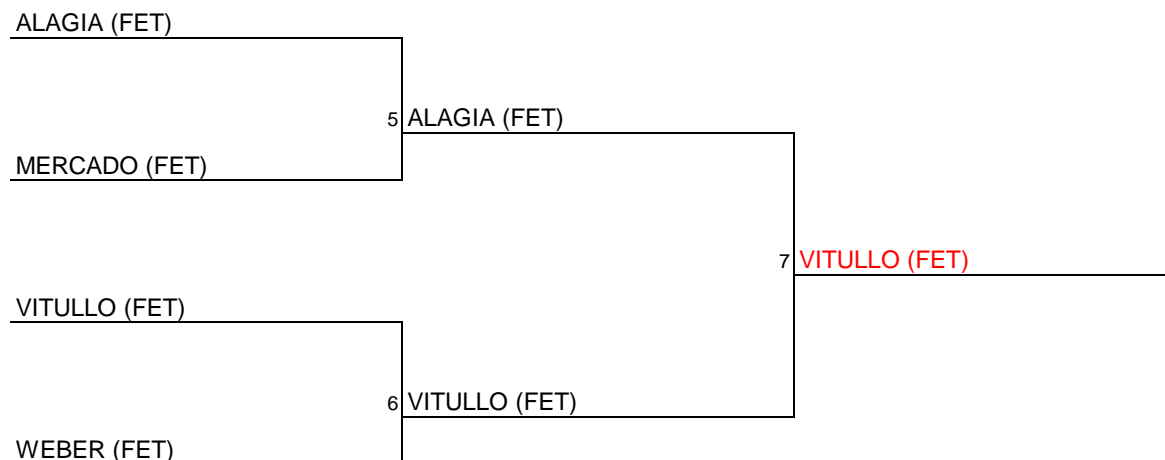 ALAGIA (FET)
5 ALAGIA (FET)
MERCADO (FET)
7 VITULLO (FET)
VITULLO (FET)
6 VITULLO (FET)
WEBER (FET)